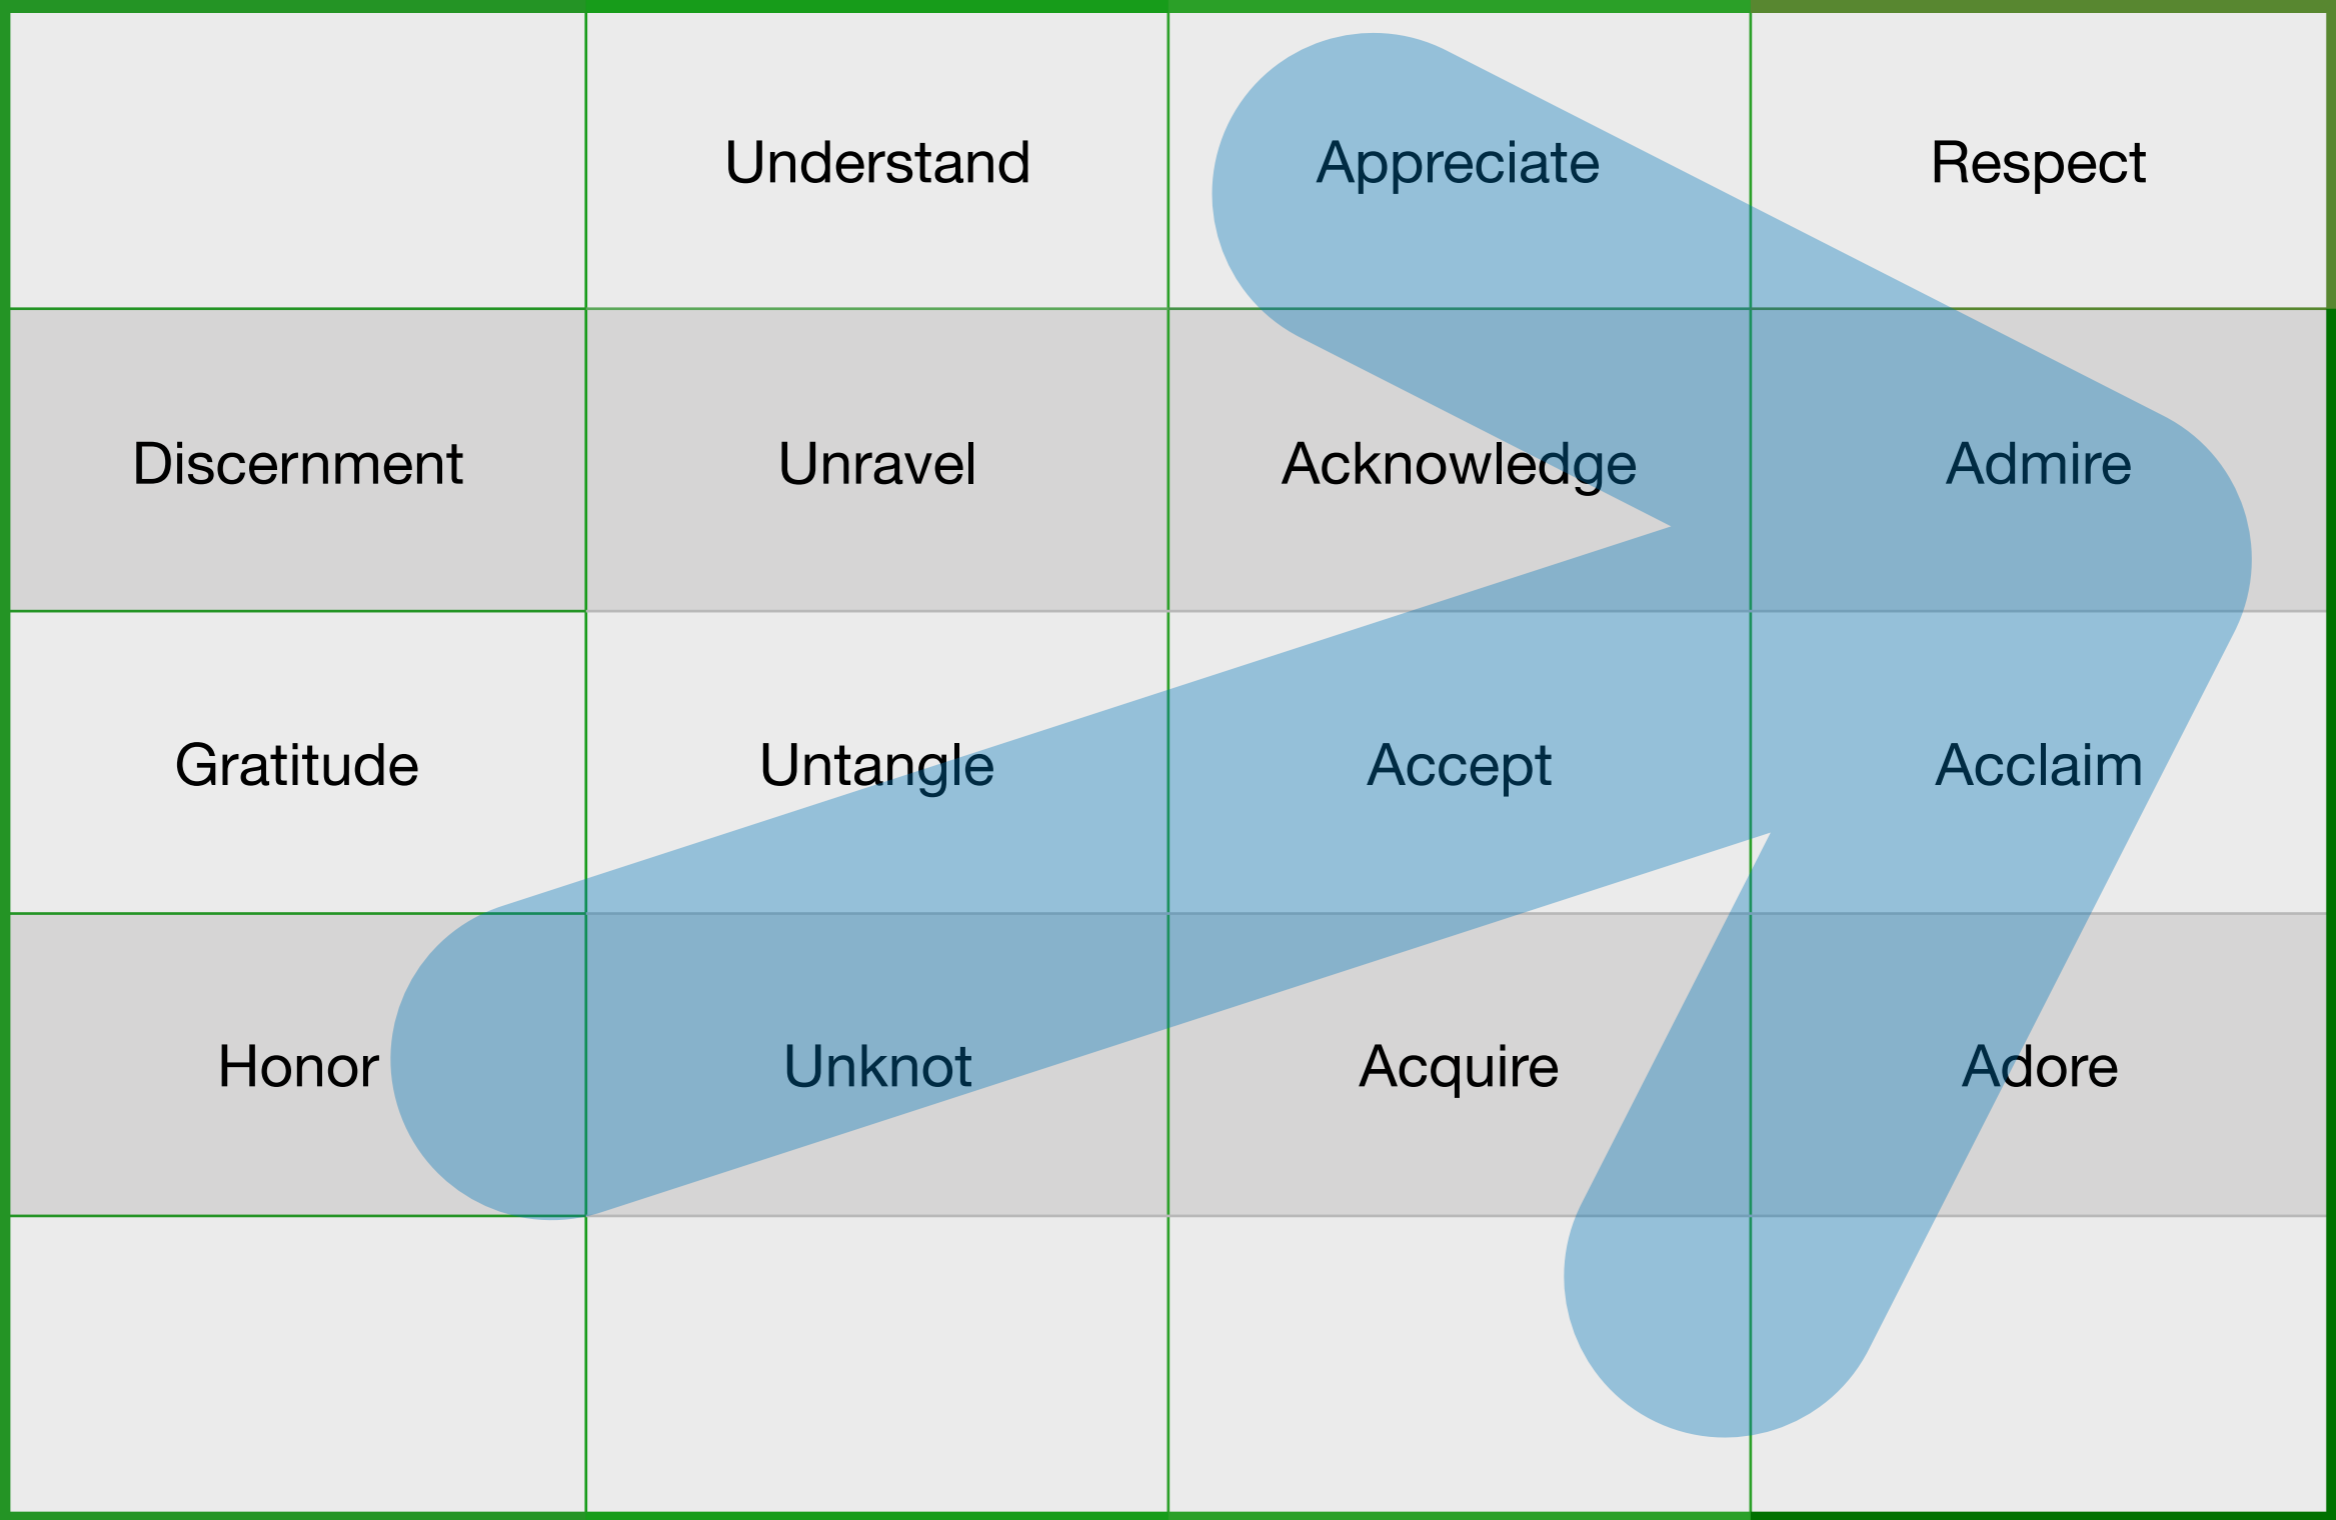 Understand Appreciate Respect
Discernment Unravel Acknowledge Admire
Gratitude Untangle Accept Acclaim
Honor Unknot Acquire Adore